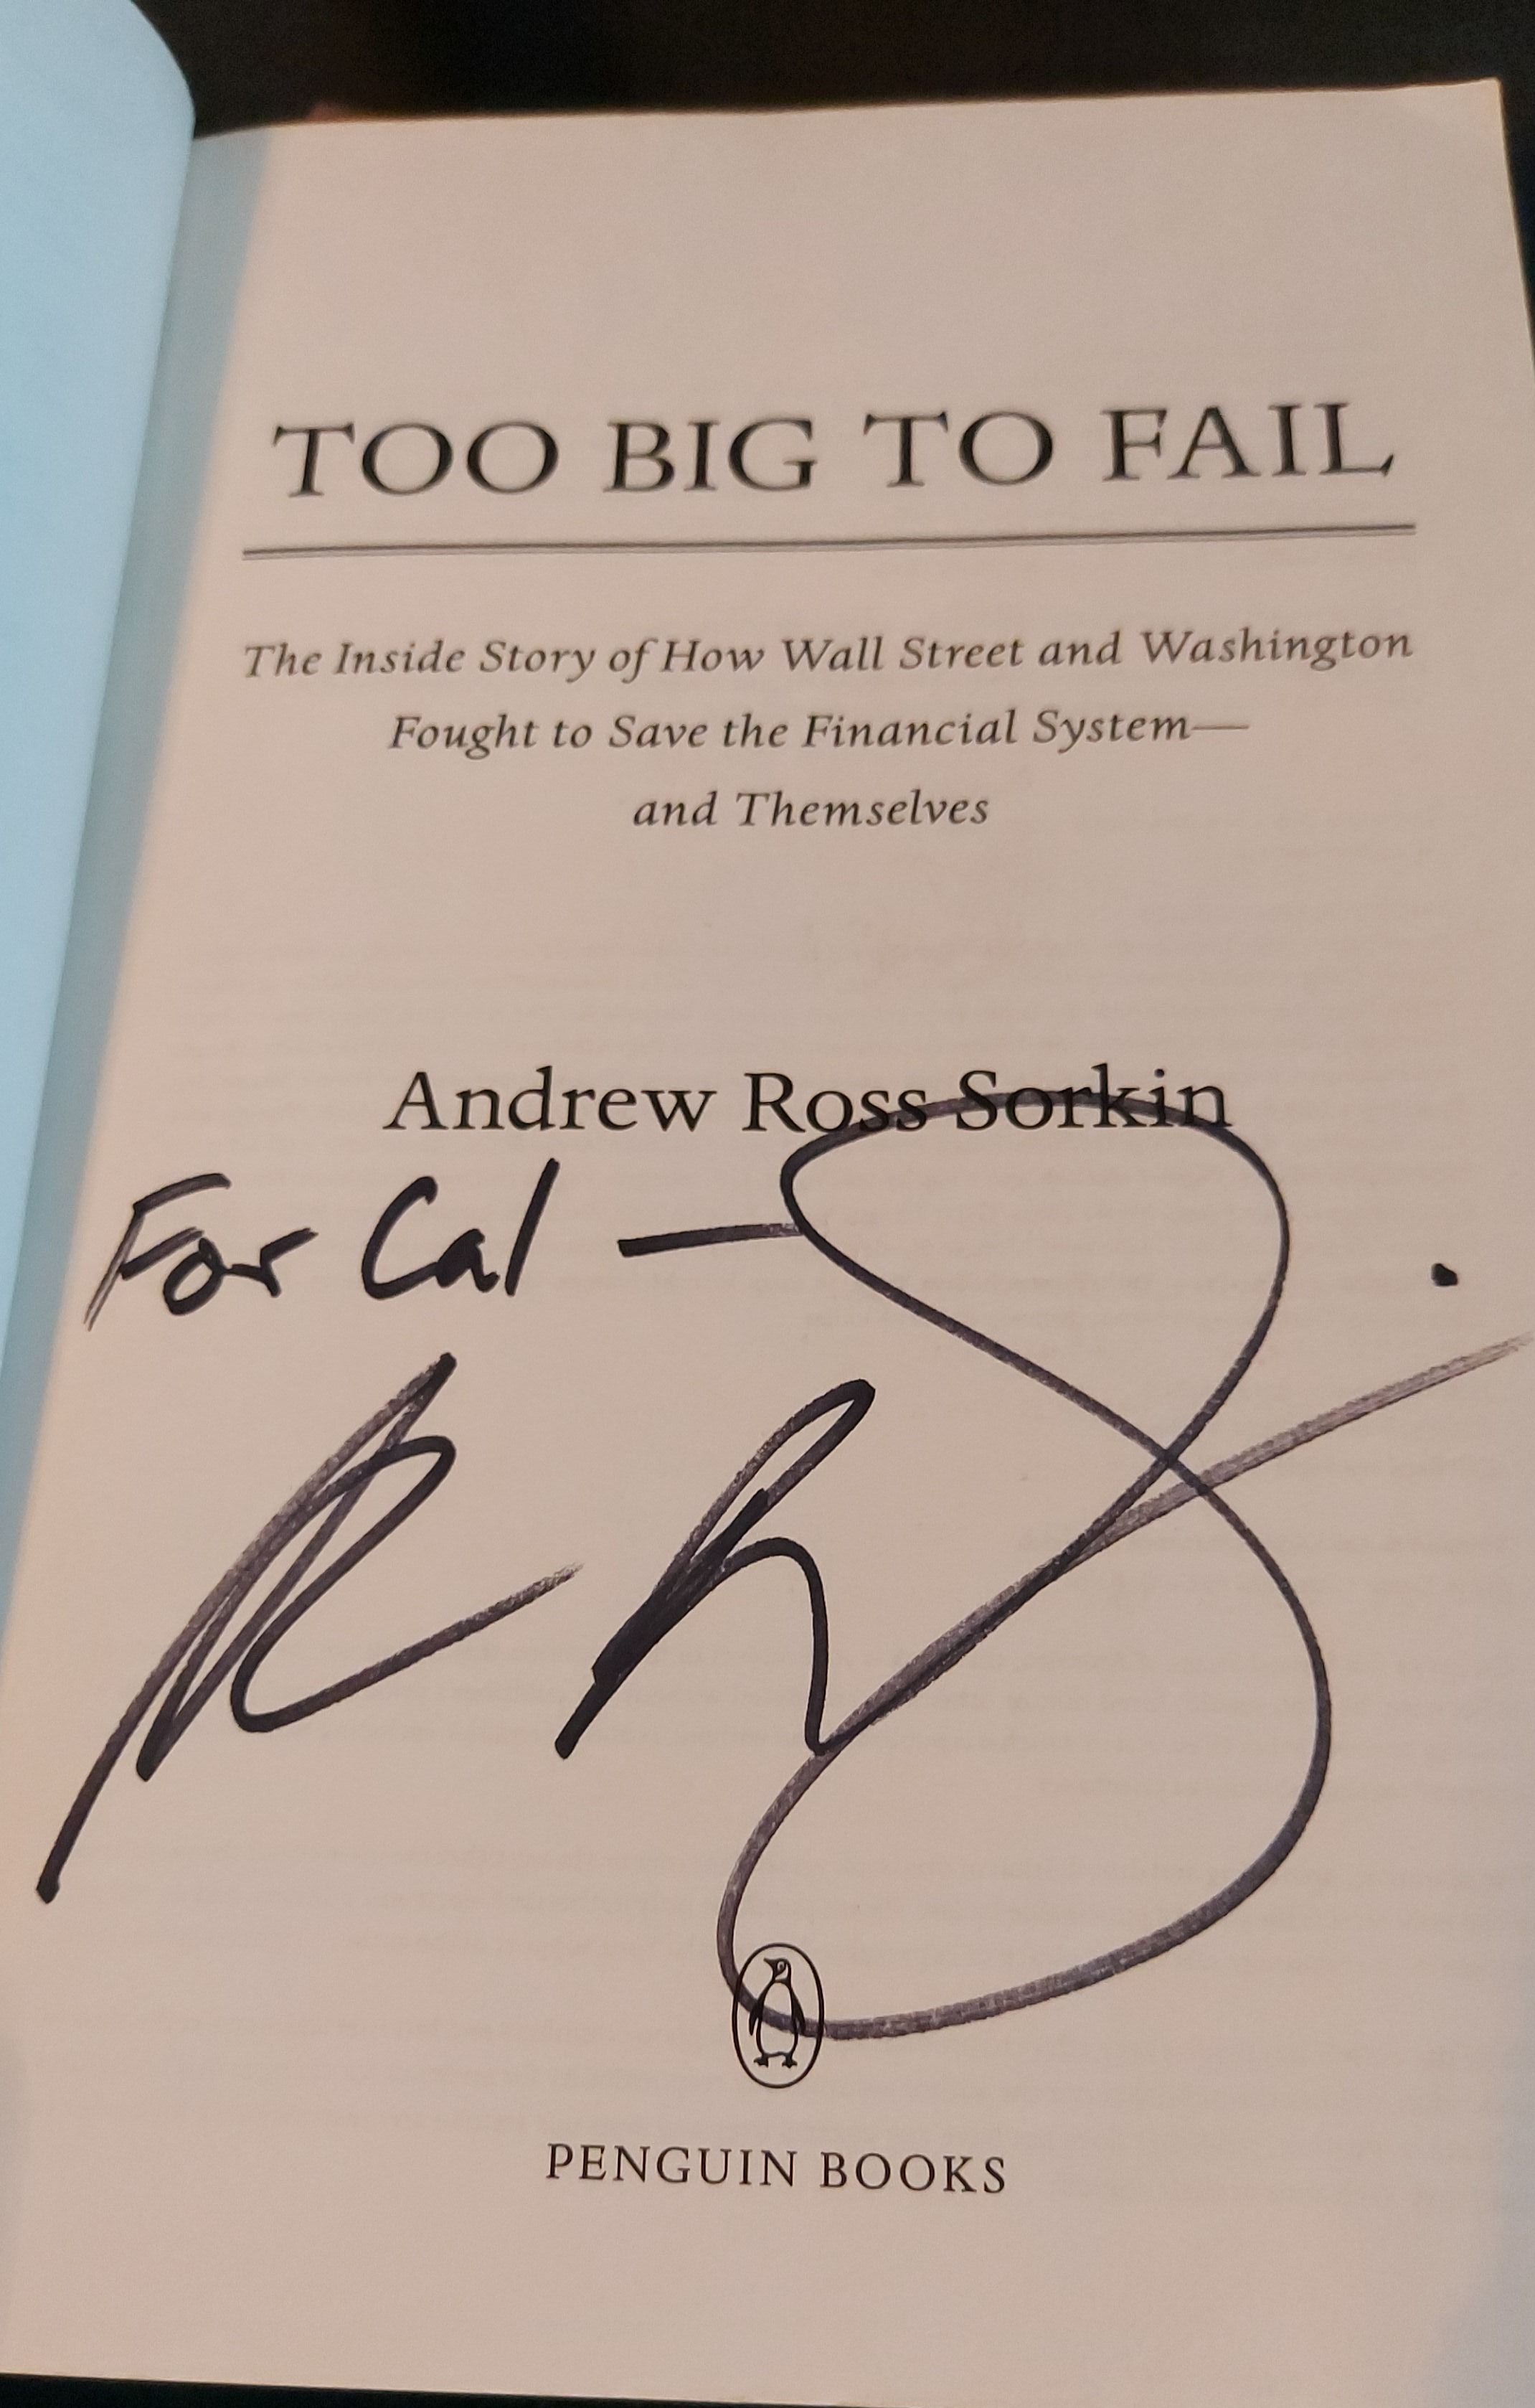 TOO BIG TO FAIL
The Inside Story of How Wall Street and Washington
Fought to Save the Financial System—
and Themselves
Andrew Ross Sorkin
For Cal —
PENGUIN BOOKS